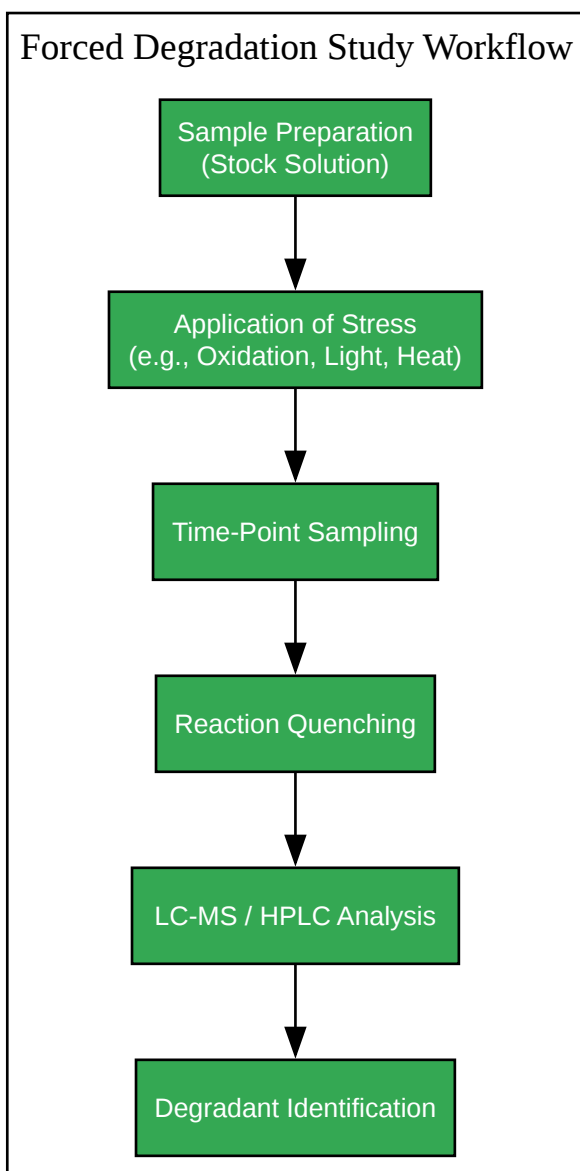 Forced Degradation Study Workflow
Sample Preparation
(Stock Solution)
Application of Stress
(e.g., Oxidation, Light, Heat)
Time-Point Sampling
Reaction Quenching
LC-MS / HPLC Analysis
Degradant Identification